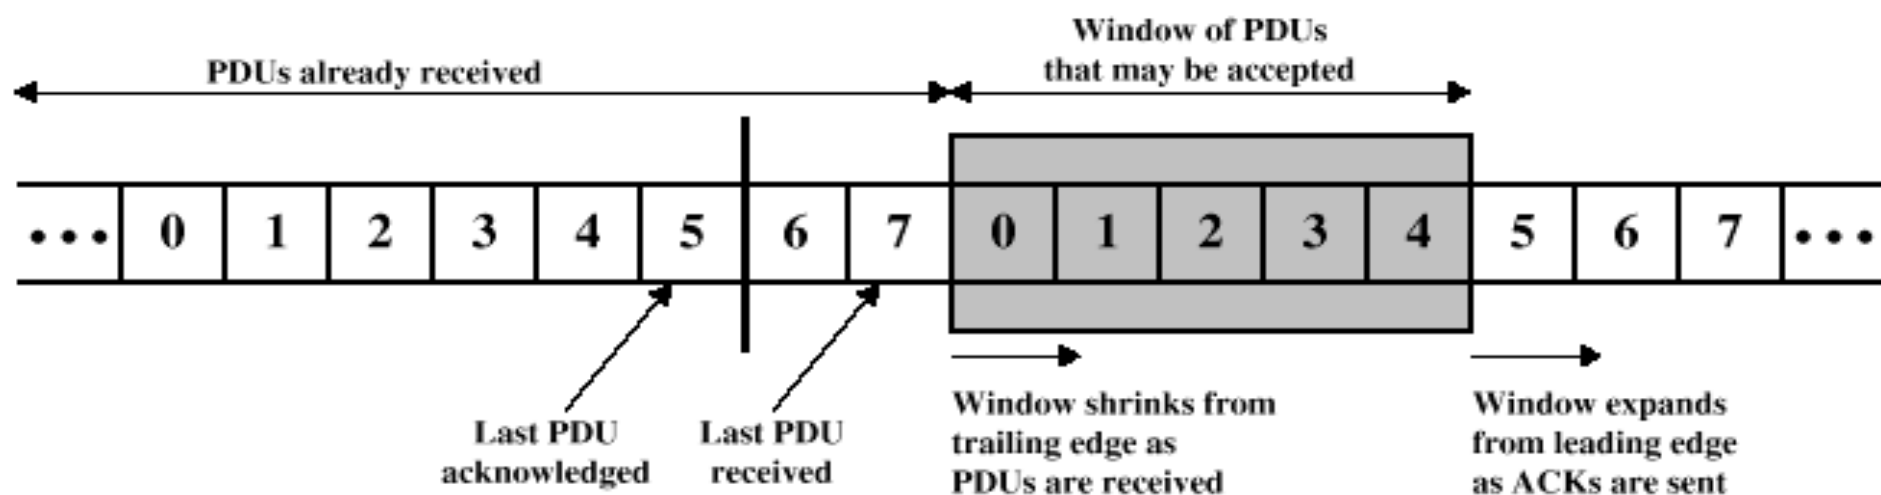 Window of PDUs
PDUs already received
that may be accepted
••• 0 1 2 3 4 5 6 7 0 1 2 3 4 5 6 7 •••
Last PDU
acknowledged
Last PDU
received
Window shrinks from
trailing edge as
PDUs are received
Window expands
from leading edge
as ACKs are sent